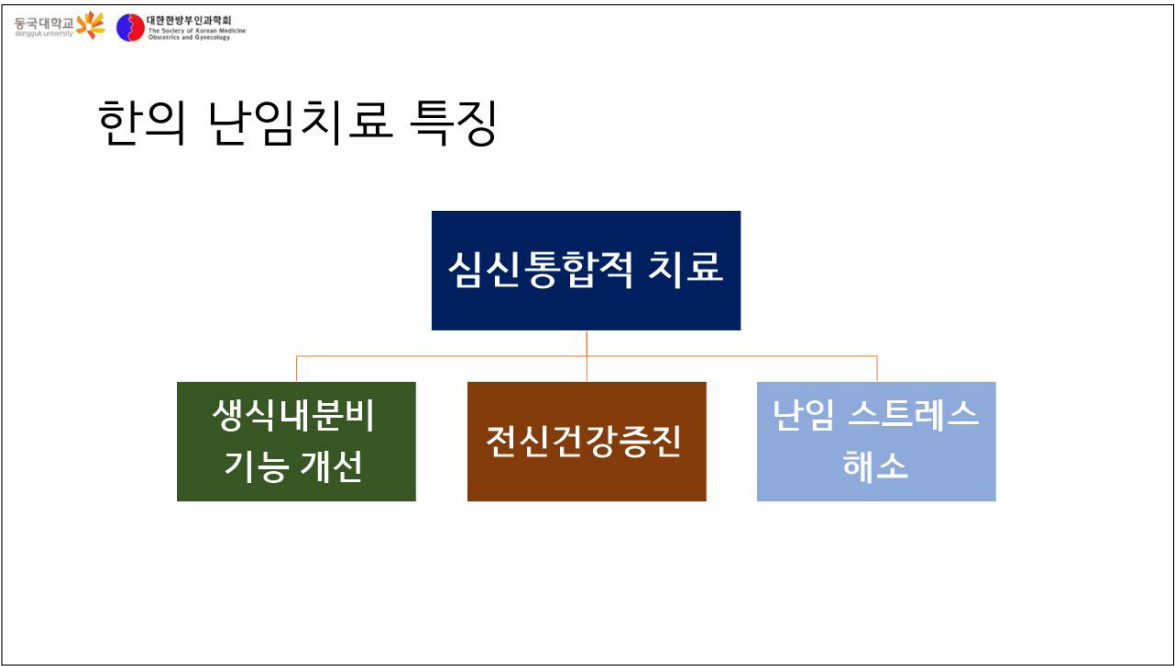 동국대학교
dongguk university
대한한방부인과학회
The Society of Korean Medicine
Obstetrics and Gynecology
한의 난임치료 특징
심신통합적 치료
생식내분비
기능 개선
전신건강증진
난임 스트레스
해소